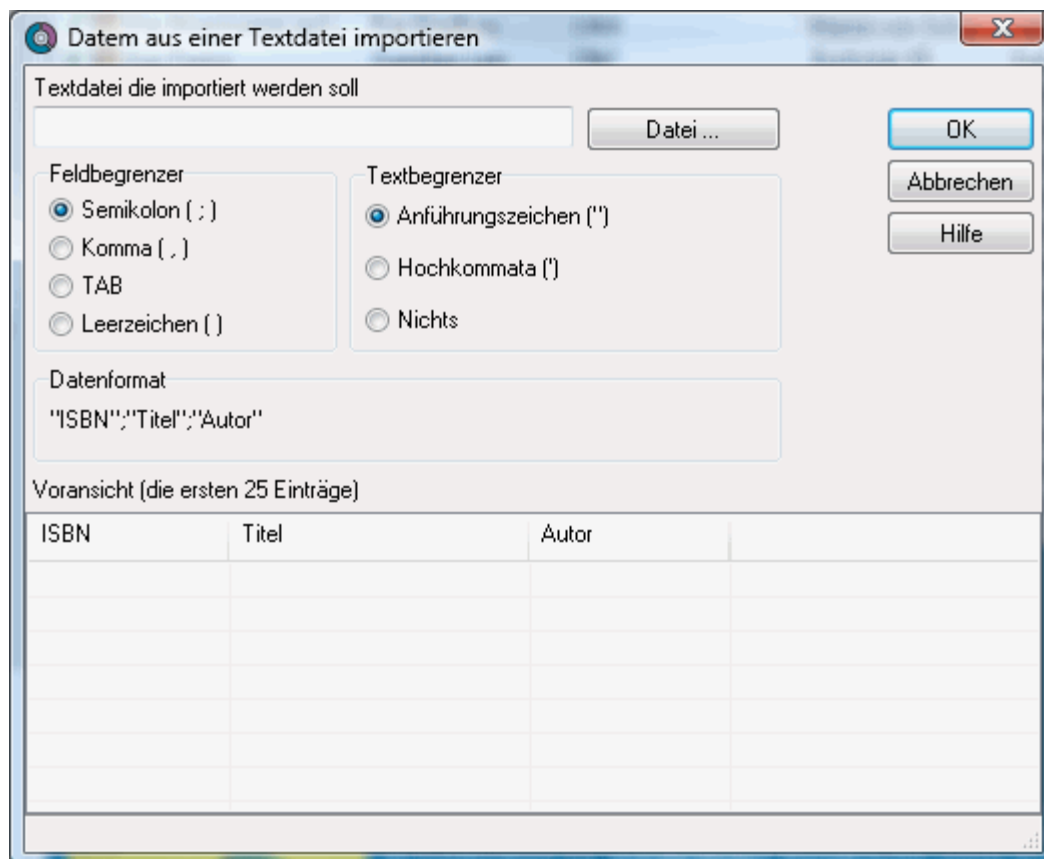 Datem aus einer Textdatei importieren
Textdatei die importiert werden soll
Datei ...
OK
Abbrechen
Hilfe
Feldbegrenzer
Semikolon ( ; )
Komma ( , )
TAB
Leerzeichen ( )
Textbegrenzer
Anführungszeichen ('')
Hochkommata (')
Nichts
Datenformat
"ISBN";"Titel";"Autor"
Voransicht (die ersten 25 Einträge)
ISBN Titel Autor